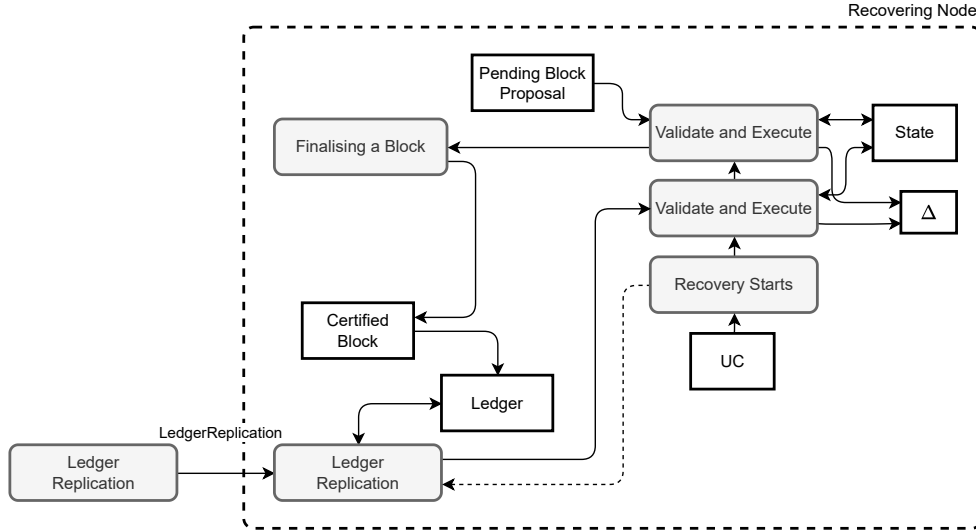 Recovering Node
Pending Block
Proposal
Validate and Execute
State
Finalising a Block
Validate and Execute
Δ
Recovery Starts
Certified
Block
UC
Ledger
LedgerReplication
Ledger
Replication
Ledger
Replication